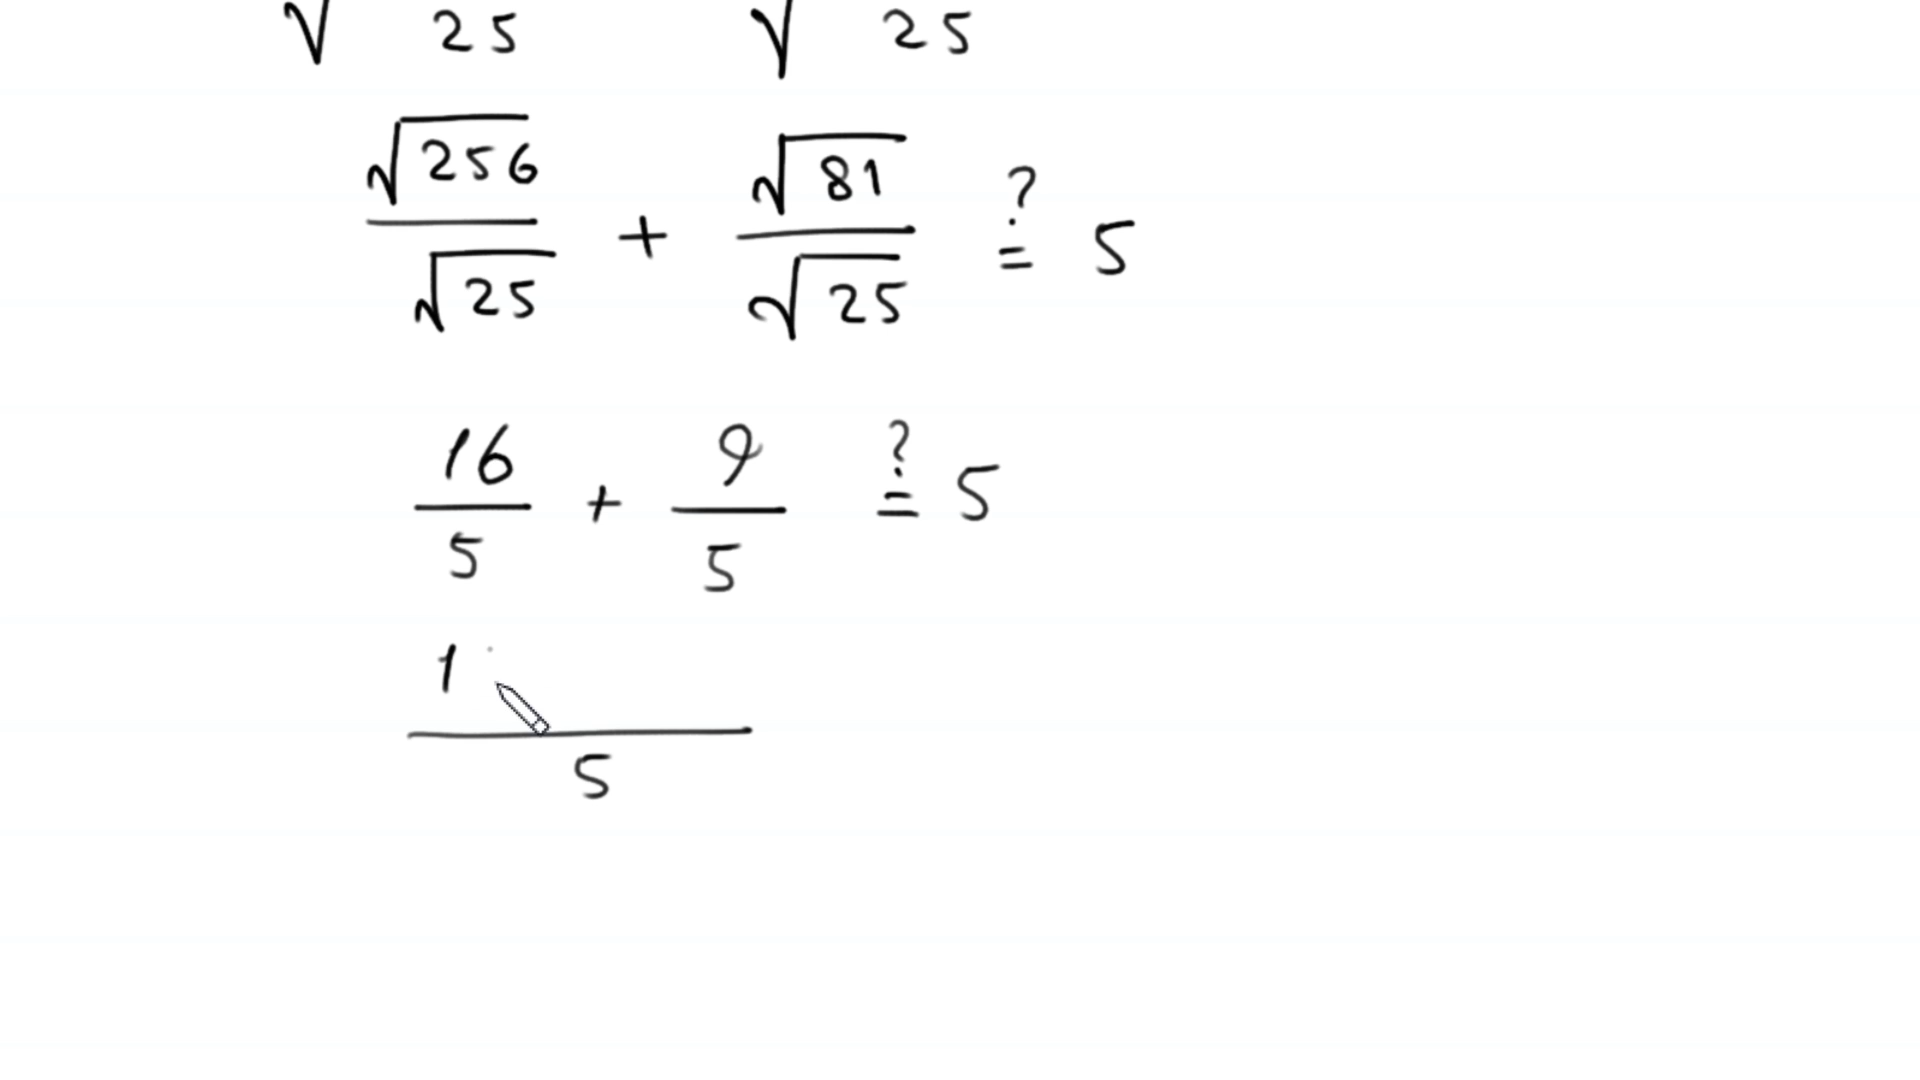 √ 25 √ 25
√256 / √25 + √81 / √25 ?= 5
16/5 + 9/5 ?= 5
1 / 5